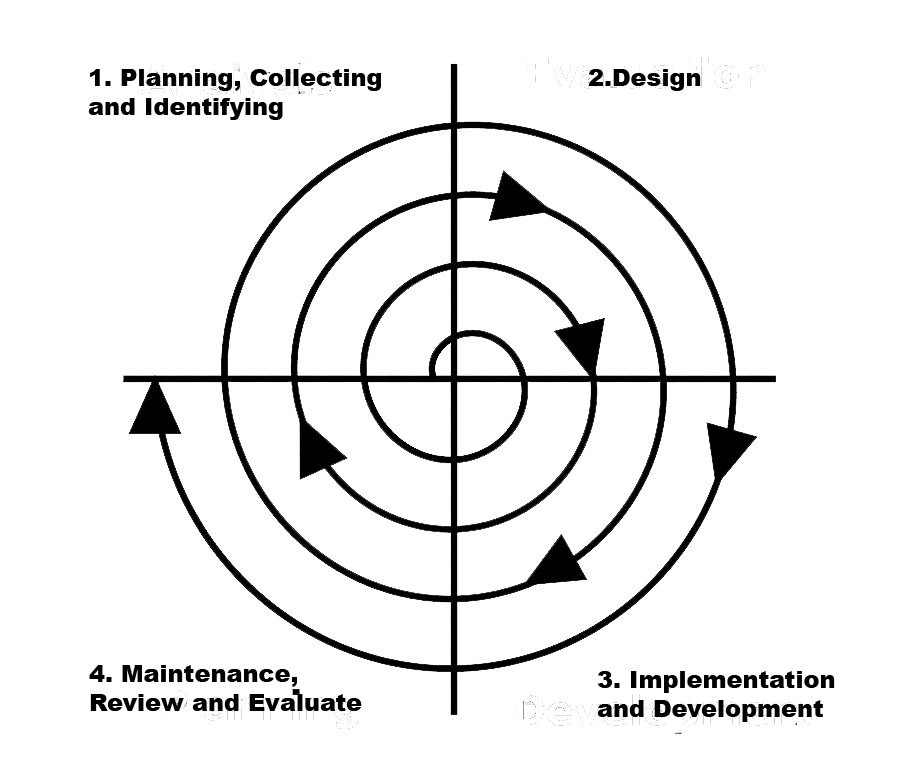 1. Planning, Collecting
and Identifying
2.Design
4. Maintenance,
Review and Evaluate
3. Implementation
and Development